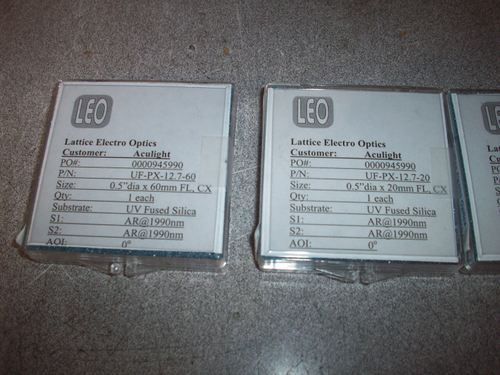 LEO
Lattice Electro Optics
Customer: Aculight
PO#: 0000945990
P/N: UF-PX-12.7-60
Size: 0.5"dia x 60mm FL, CX
Qty: 1 each
Substrate: UV Fused Silica
S1: AR@1990nm
S2: AR@1990nm
AOI: 0°
LEO
Lattice Electro Optics
Customer: Aculight
PO#: 0000945990
P/N: UF-PX-12.7-20
Size: 0.5"dia x 20mm FL, CX
Qty: 1 each
Substrate: UV Fused Silica
S1: AR@1990nm
S2: AR@1990nm
AOI: 0°